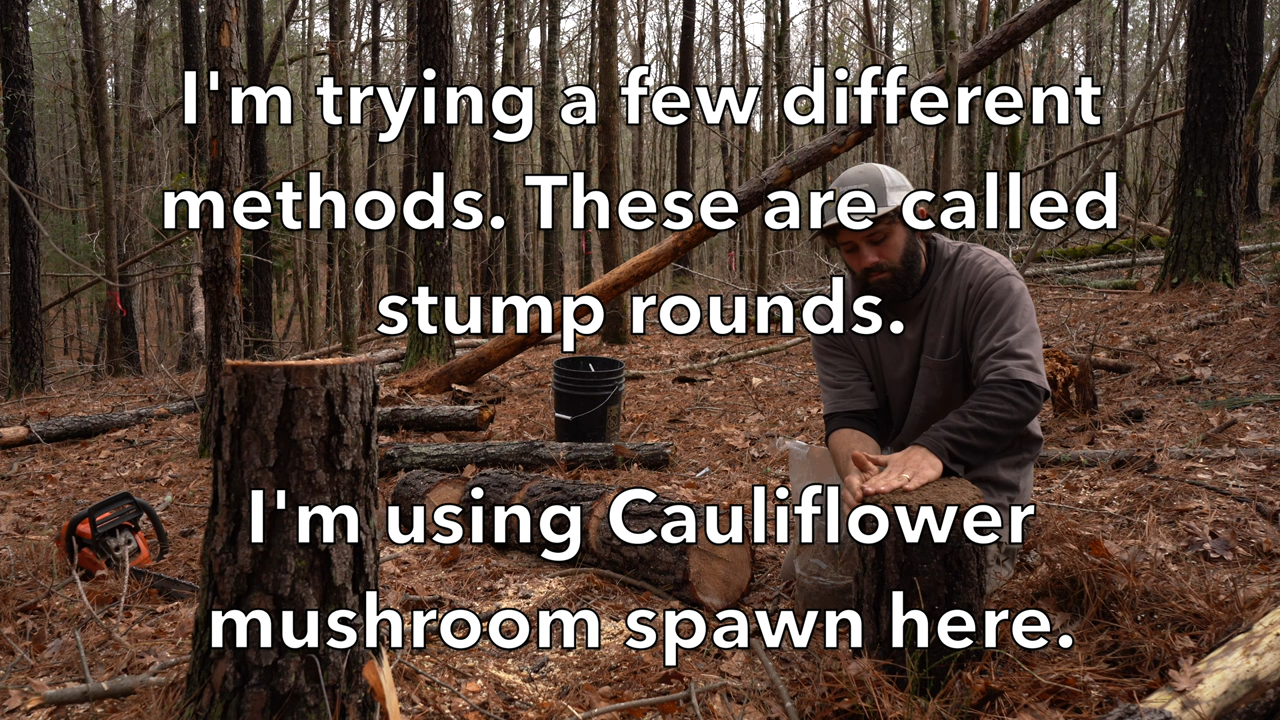 I'm trying a few different
methods. These are called
stump rounds.
I'm using Cauliflower
mushroom spawn here.